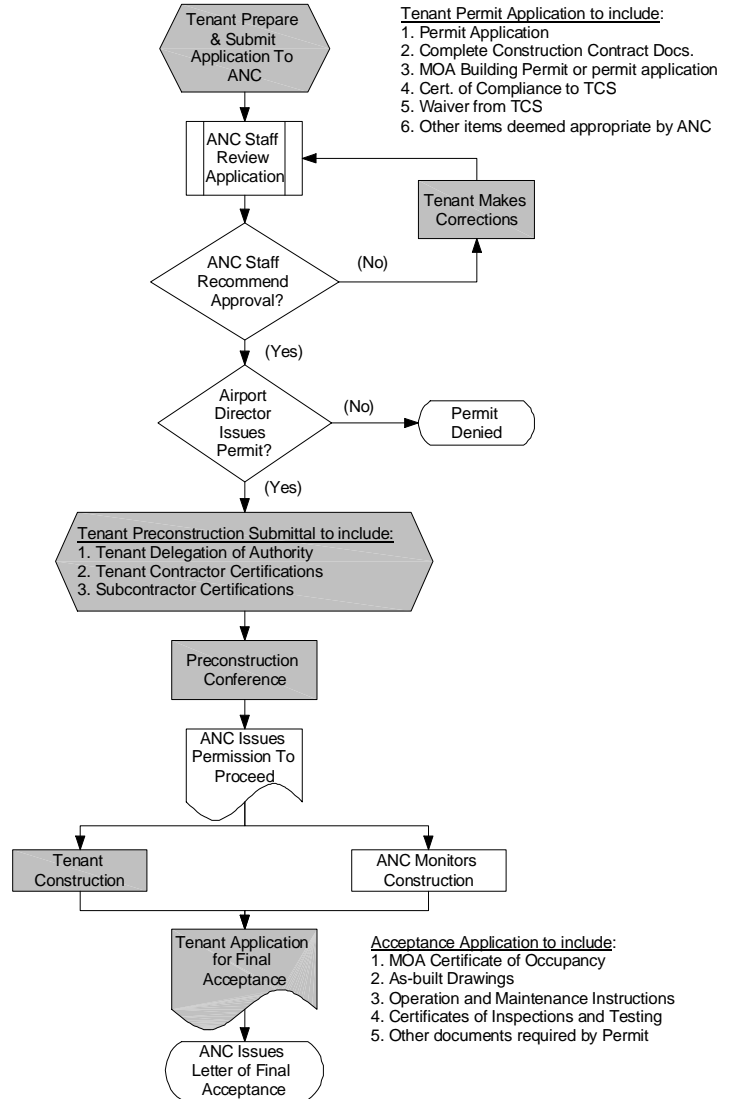 Tenant Prepare
& Submit
Application To
ANC
Tenant Permit Application to include:
1. Permit Application
2. Complete Construction Contract Docs.
3. MOA Building Permit or permit application
4. Cert. of Compliance to TCS
5. Waiver from TCS
6. Other items deemed appropriate by ANC
ANC Staff
Review
Application
Tenant Makes
Corrections
ANC Staff
Recommend
Approval?
(No)
(Yes)
Airport
Director
Issues
Permit?
(No)
Permit
Denied
(Yes)
Tenant Preconstruction Submittal to include:
1. Tenant Delegation of Authority
2. Tenant Contractor Certifications
3. Subcontractor Certifications
Preconstruction
Conference
ANC Issues
Permission To
Proceed
Tenant
Construction
ANC Monitors
Construction
Tenant Application
for Final
Acceptance
Acceptance Application to include:
1. MOA Certificate of Occupancy
2. As-built Drawings
3. Operation and Maintenance Instructions
4. Certificates of Inspections and Testing
5. Other documents required by Permit
ANC Issues
Letter of Final
Acceptance